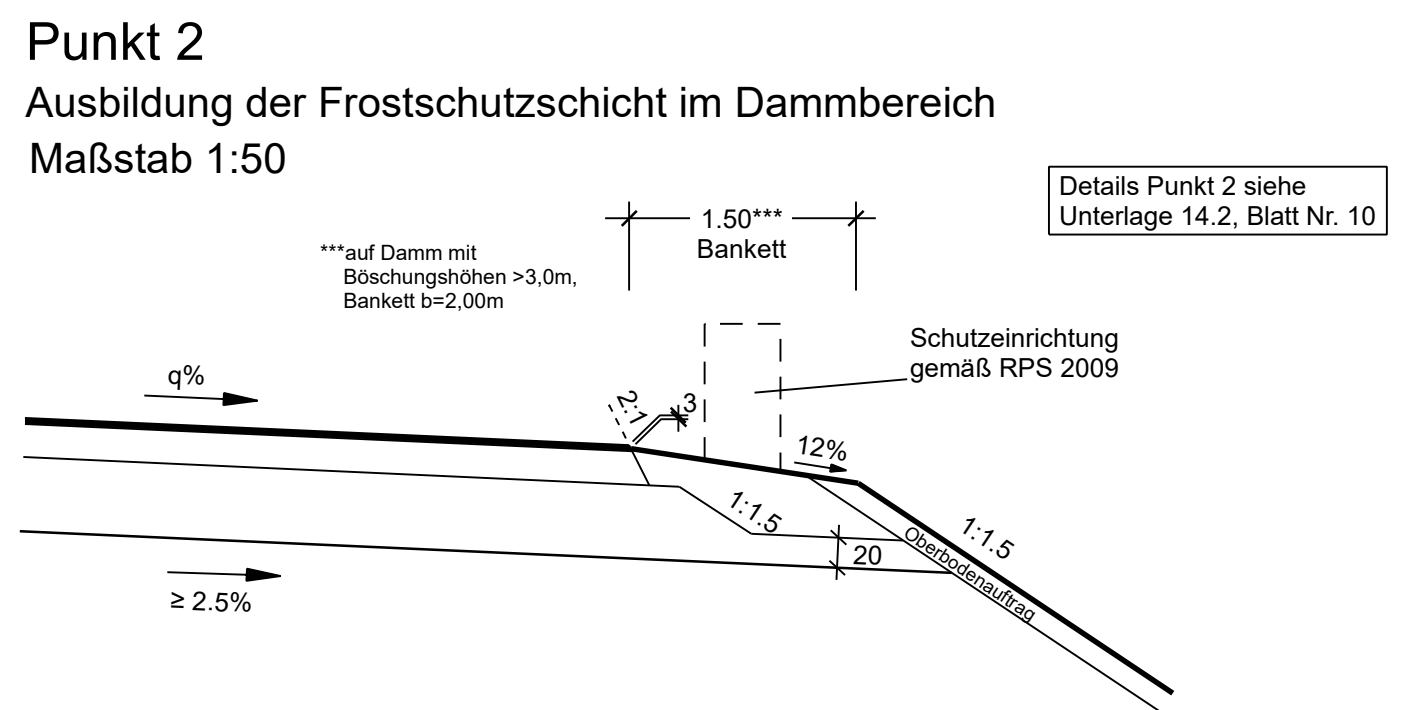 Punkt 2
Ausbildung der Frostschutzschicht im Dammbereich
Maßstab 1:50
Details Punkt 2 siehe
Unterlage 14.2, Blatt Nr. 10
1.50***
Bankett
***auf Damm mit
Böschungshöhen >3,0m,
Bankett b=2,00m
Schutzeinrichtung
gemäß RPS 2009
q%
2:1
3
12%
1:1.5
1:1.5
20
Oberbodenauftrag
≥ 2.5%